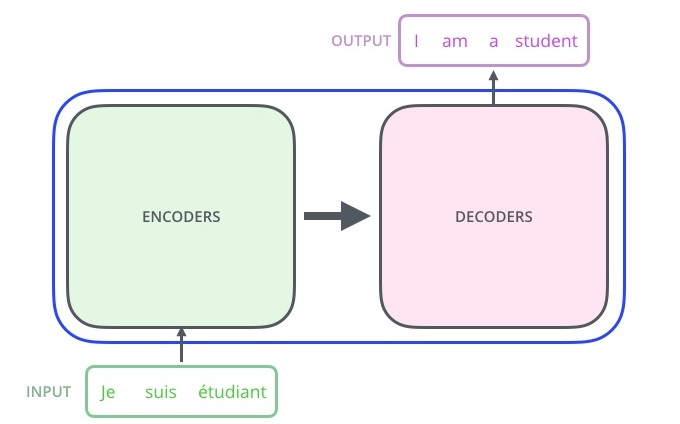 OUTPUT I am a student
ENCODERS DECODERS
INPUT Je suis étudiant